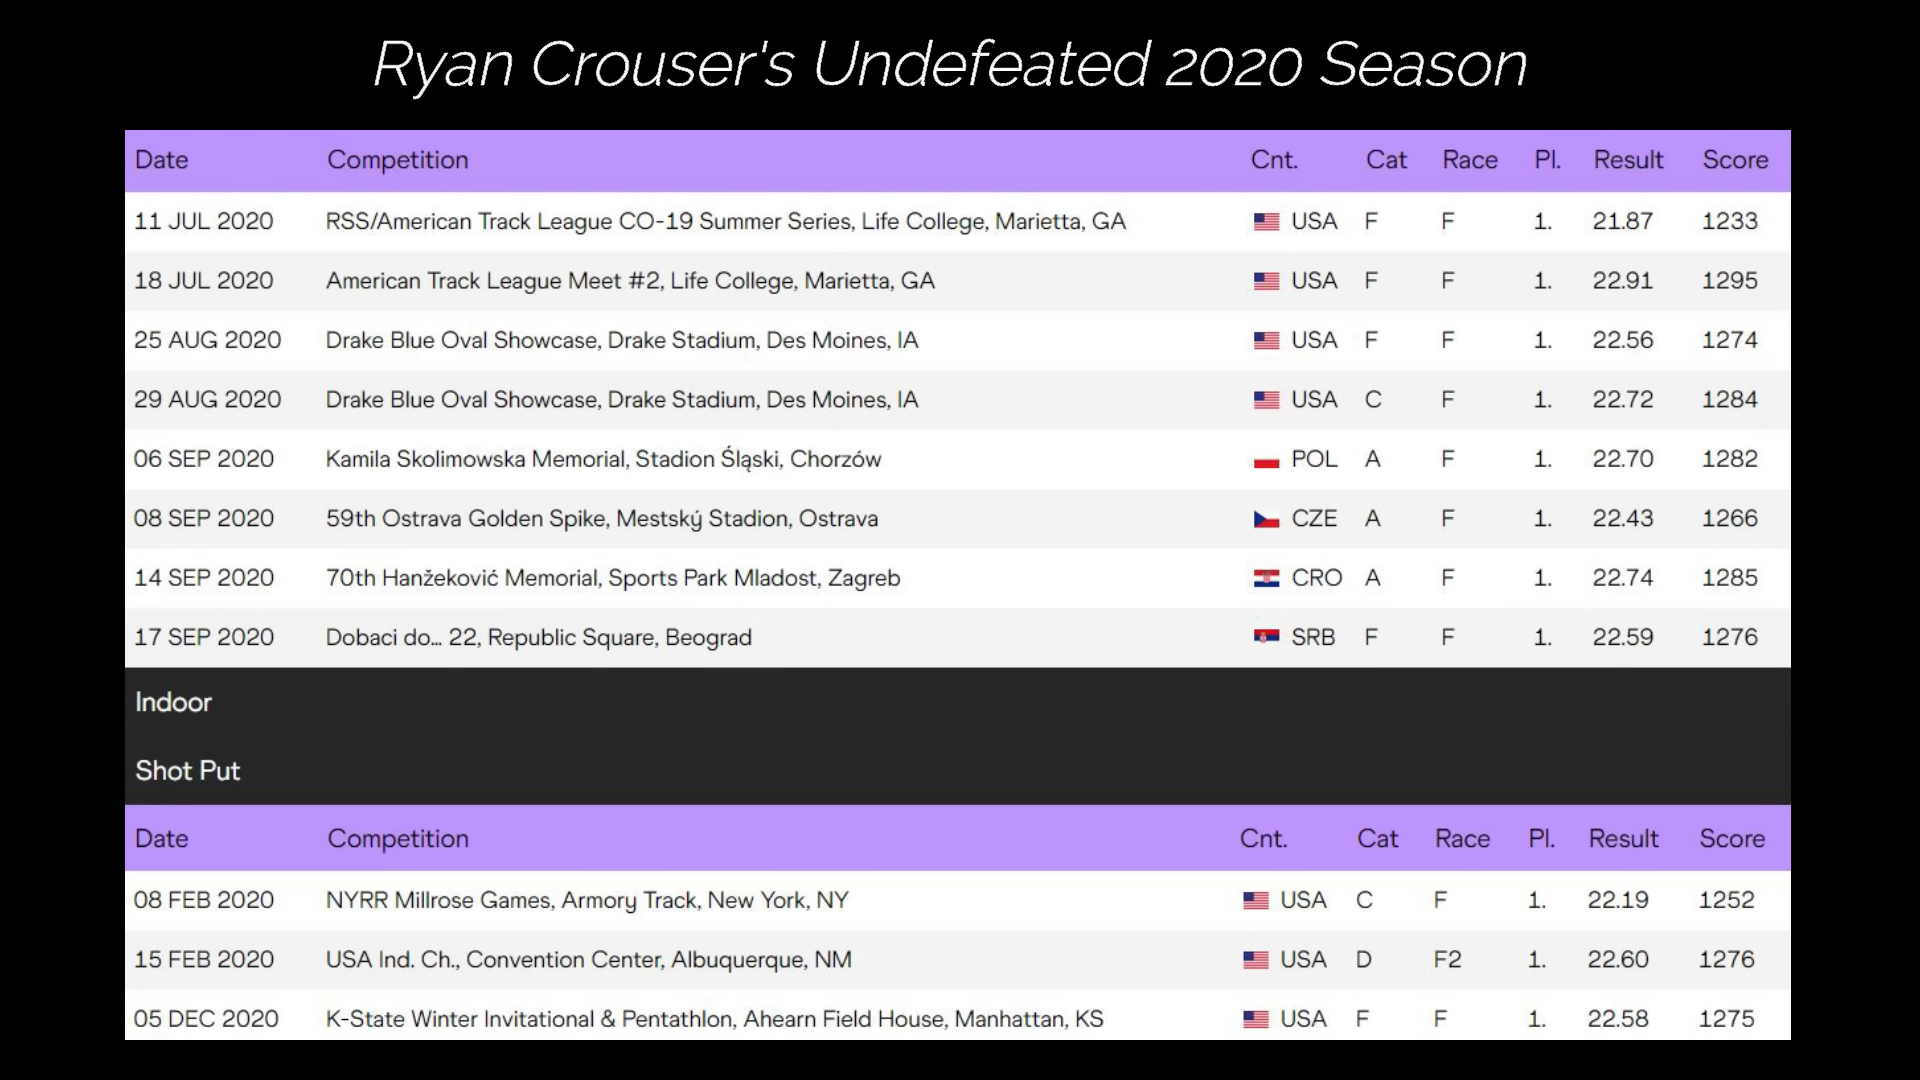 Ryan Crouser's Undefeated 2020 Season
Date Competition Cnt. Cat Race Pl. Result Score
11 JUL 2020 RSS/American Track League CO-19 Summer Series, Life College, Marietta, GA USA F F 1. 21.87 1233
18 JUL 2020 American Track League Meet #2, Life College, Marietta, GA USA F F 1. 22.91 1295
25 AUG 2020 Drake Blue Oval Showcase, Drake Stadium, Des Moines, IA USA F F 1. 22.56 1274
29 AUG 2020 Drake Blue Oval Showcase, Drake Stadium, Des Moines, IA USA C F 1. 22.72 1284
06 SEP 2020 Kamila Skolimowska Memorial, Stadion Śląski, Chorzów POL A F 1. 22.70 1282
08 SEP 2020 59th Ostrava Golden Spike, Mestský Stadion, Ostrava CZE A F 1. 22.43 1266
14 SEP 2020 70th Hanžeković Memorial, Sports Park Mladost, Zagreb CRO A F 1. 22.74 1285
17 SEP 2020 Dobaci do... 22, Republic Square, Beograd SRB F F 1. 22.59 1276
Indoor
Shot Put
Date Competition Cnt. Cat Race Pl. Result Score
08 FEB 2020 NYRR Millrose Games, Armory Track, New York, NY USA C F 1. 22.19 1252
15 FEB 2020 USA Ind. Ch., Convention Center, Albuquerque, NM USA D F2 1. 22.60 1276
05 DEC 2020 K-State Winter Invitational & Pentathlon, Ahearn Field House, Manhattan, KS USA F F 1. 22.58 1275